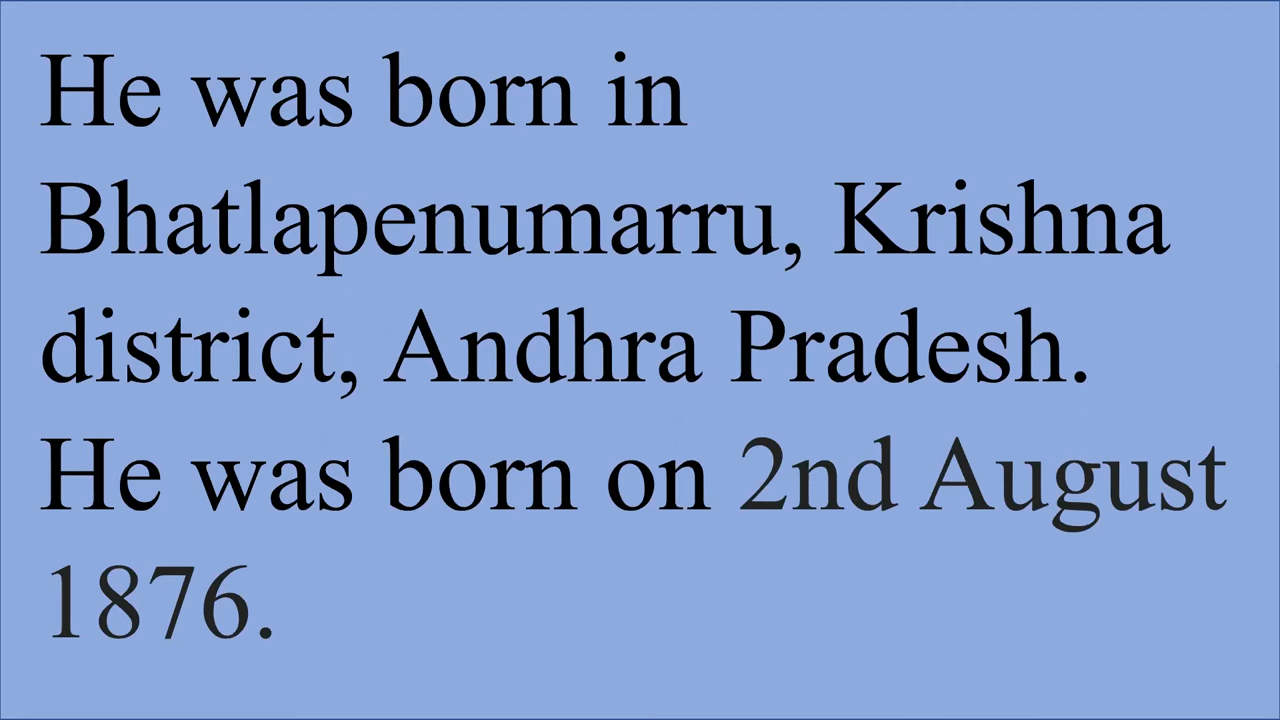 He was born in
Bhatlapenumarru, Krishna
district, Andhra Pradesh.
He was born on 2nd August
1876.